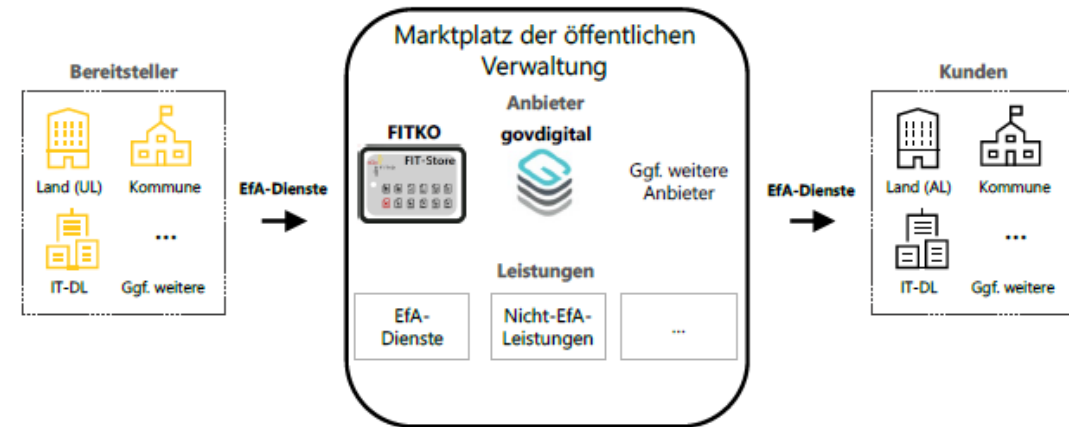 Marktplatz der öffentlichen
Verwaltung
Bereitsteller
Land (UL)
Kommune
IT-DL
...
Ggf. weitere
EfA-Dienste
Anbieter
FITKO
FIT-Store
govdigital
Ggf. weitere
Anbieter
Leistungen
EfA-
Dienste
Nicht-EfA-
Leistungen
...
EfA-Dienste
Kunden
Land (AL)
Kommune
IT-DL
...
Ggf. weitere